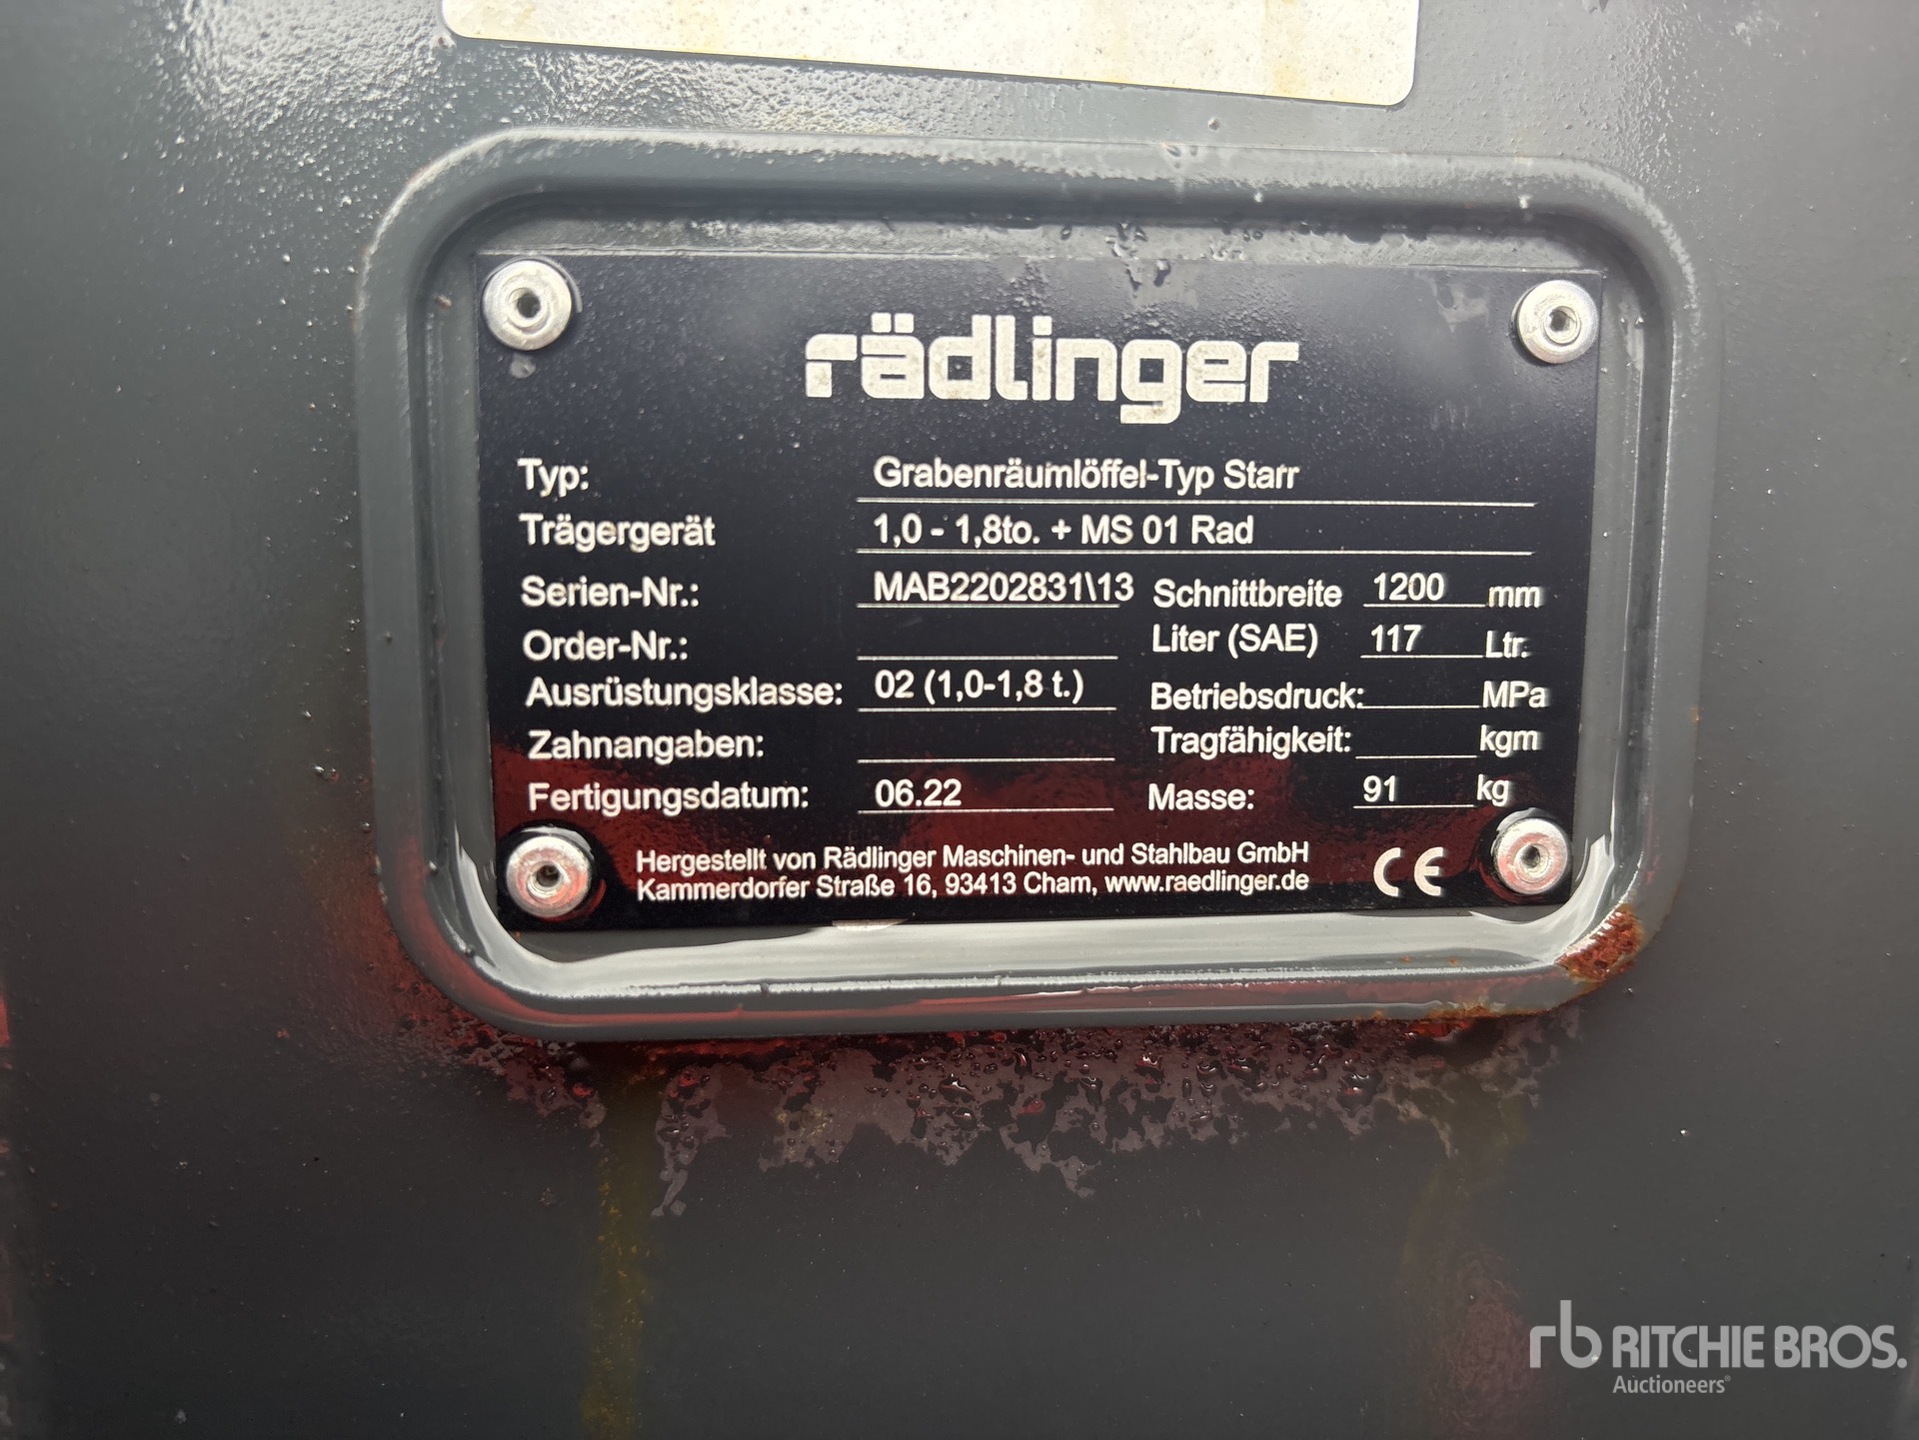 rädlinger
Typ: Grabenräumlöffel-Typ Starr
Trägergerät 1,0 - 1,8to. + MS 01 Rad
Serien-Nr.: MAB2202831\13 Schnittbreite 1200 mm
Order-Nr.: Liter (SAE) 117 Ltr.
Ausrüstungsklasse: 02 (1,0-1,8 t.) Betriebsdruck: MPa
Zahnangaben: Tragfähigkeit: kgm
Fertigungsdatum: 06.22 Masse: 91 kg
Hergestellt von Rädlinger Maschinen- und Stahlbau GmbH
Kammerdorfer Straße 16, 93413 Cham, www.raedlinger.de
CE
rb RITCHIE BROS.
Auctioneers®